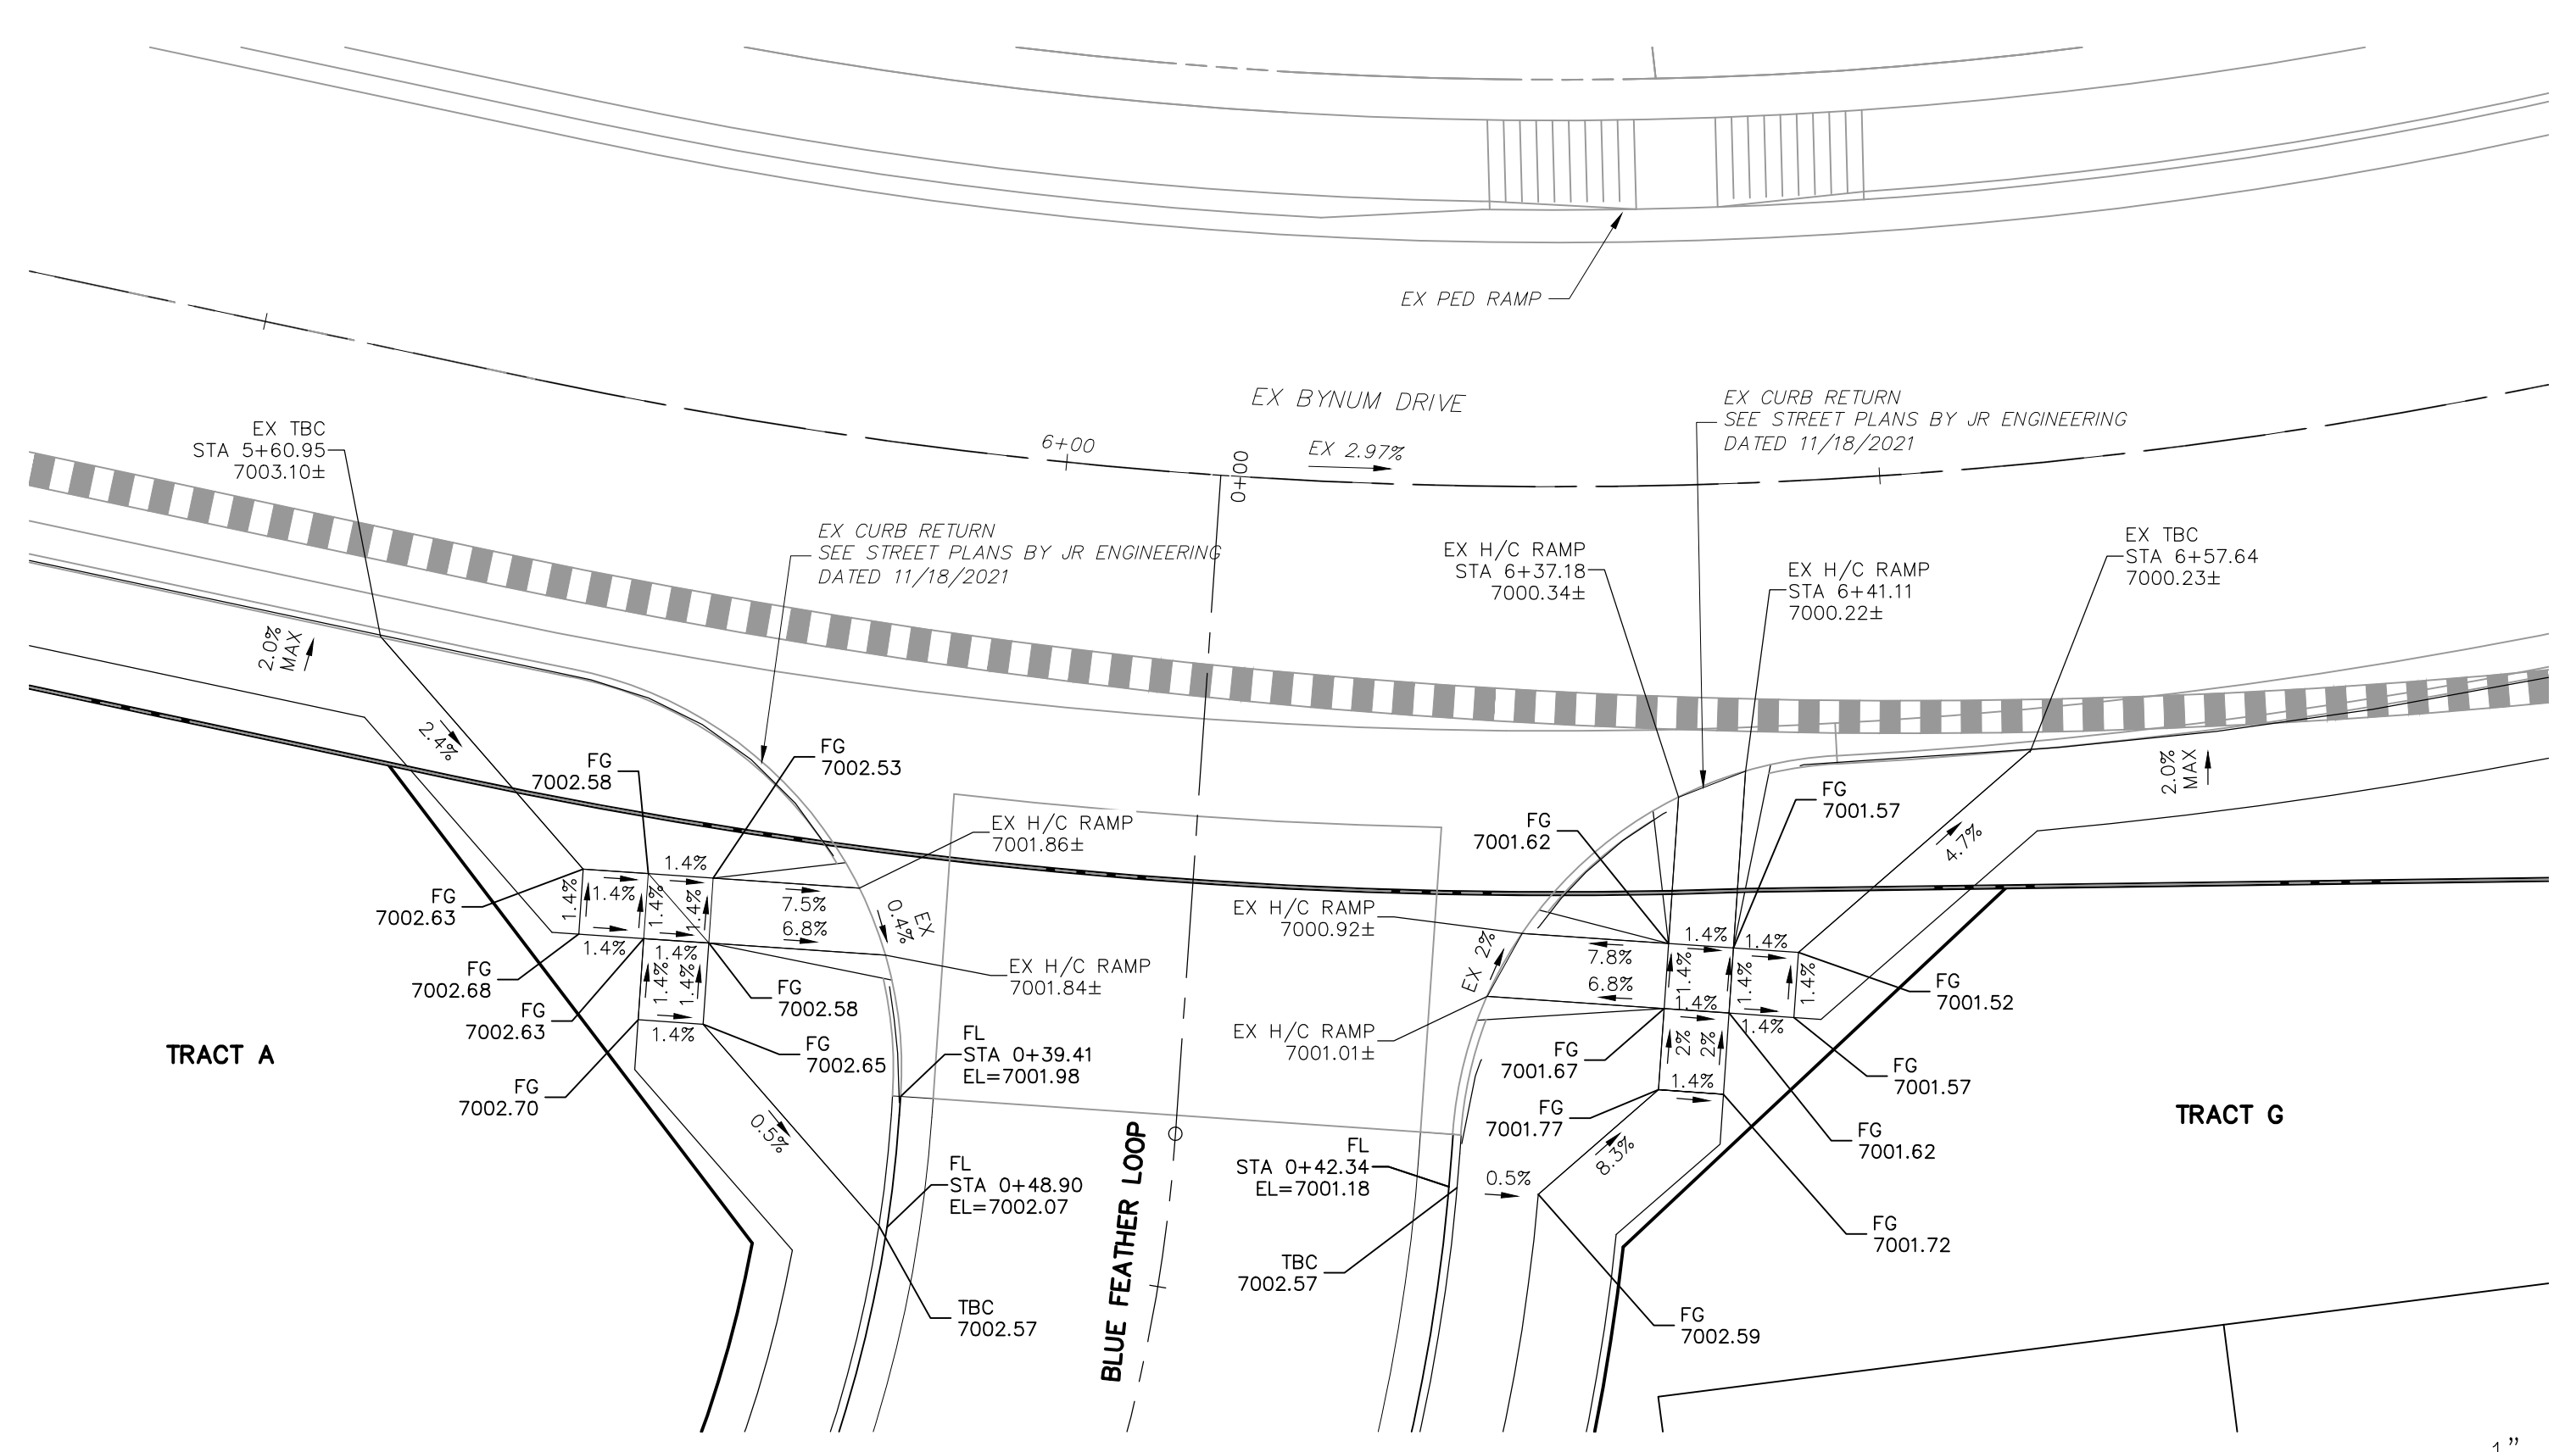 EX PED RAMP
EX BYNUM DRIVE
6+00
EX 2.97%
0+00
EX CURB RETURN
SEE STREET PLANS BY JR ENGINEERING
DATED 11/18/2021
EX TBC
STA 5+60.95
7003.10±
EX CURB RETURN
SEE STREET PLANS BY JR ENGINEERING
DATED 11/18/2021
EX H/C RAMP
STA 6+37.18
7000.34±
EX H/C RAMP
STA 6+41.11
7000.22±
EX TBC
STA 6+57.64
7000.23±
2.0%
MAX
2.4%
FG
7002.58
FG
7002.53
2.0%
MAX
FG
7001.57
FG
7001.62
EX H/C RAMP
7001.86±
4.7%
1.4%
1.4%
1.4%
1.4%
1.4%
7.5%
6.8%
EX
0.4%
FG
7002.63
1.4%
1.4%
FG
7002.68
1.4%
1.4%
1.4%
FG
7002.63
FG
7002.58
FG
7002.65
FG
7002.70
EX H/C RAMP
7001.84±
EX H/C RAMP
7000.92±
EX 2%
7.8%
6.8%
1.4%
1.4%
1.4%
1.4%
1.4%
1.4%
1.4%
FG
7001.52
EX H/C RAMP
7001.01±
2%
2%
1.4%
FG
7001.67
FG
7001.57
FG
7001.77
FG
7001.62
TRACT A
FL
STA 0+39.41
EL=7001.98
0.5%
FL
STA 0+48.90
EL=7002.07
TBC
7002.57
BLUE FEATHER LOOP
FL
STA 0+42.34
EL=7001.18
0.5%
8.3%
TBC
7002.57
FG
7001.72
FG
7002.59
TRACT G
1"